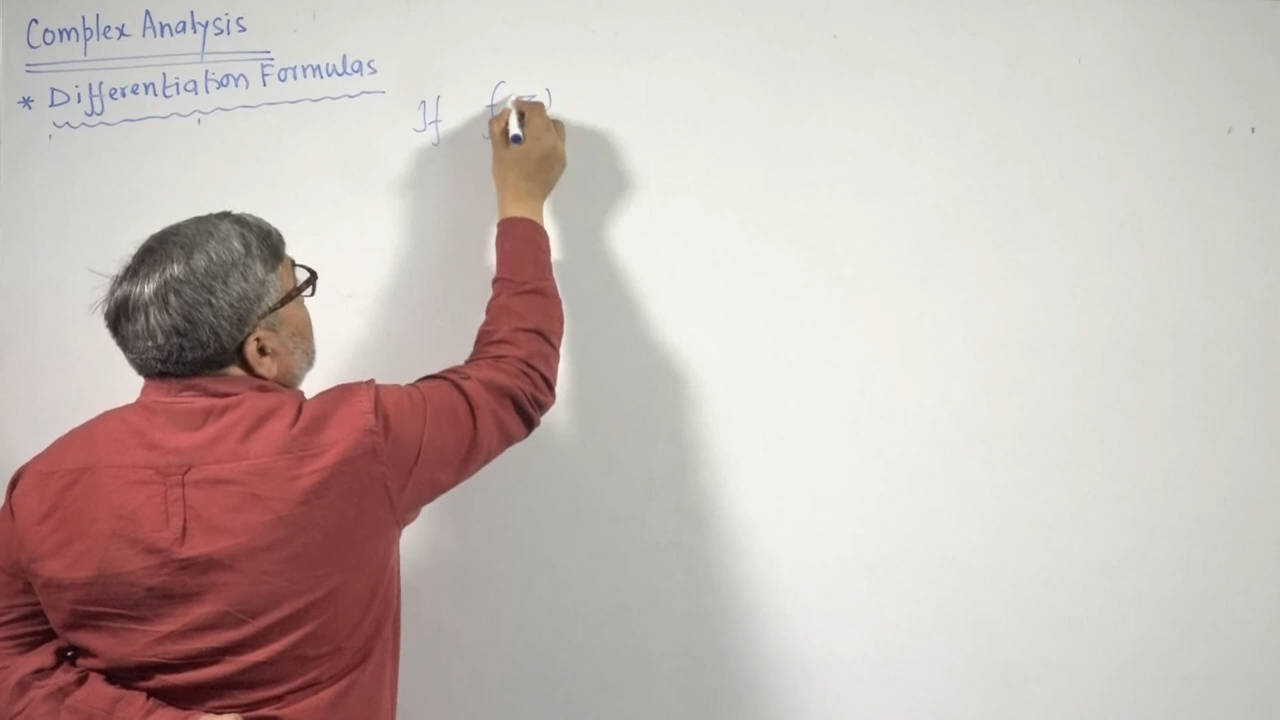 Complex Analysis
* Differentiation Formulas
If f(z)